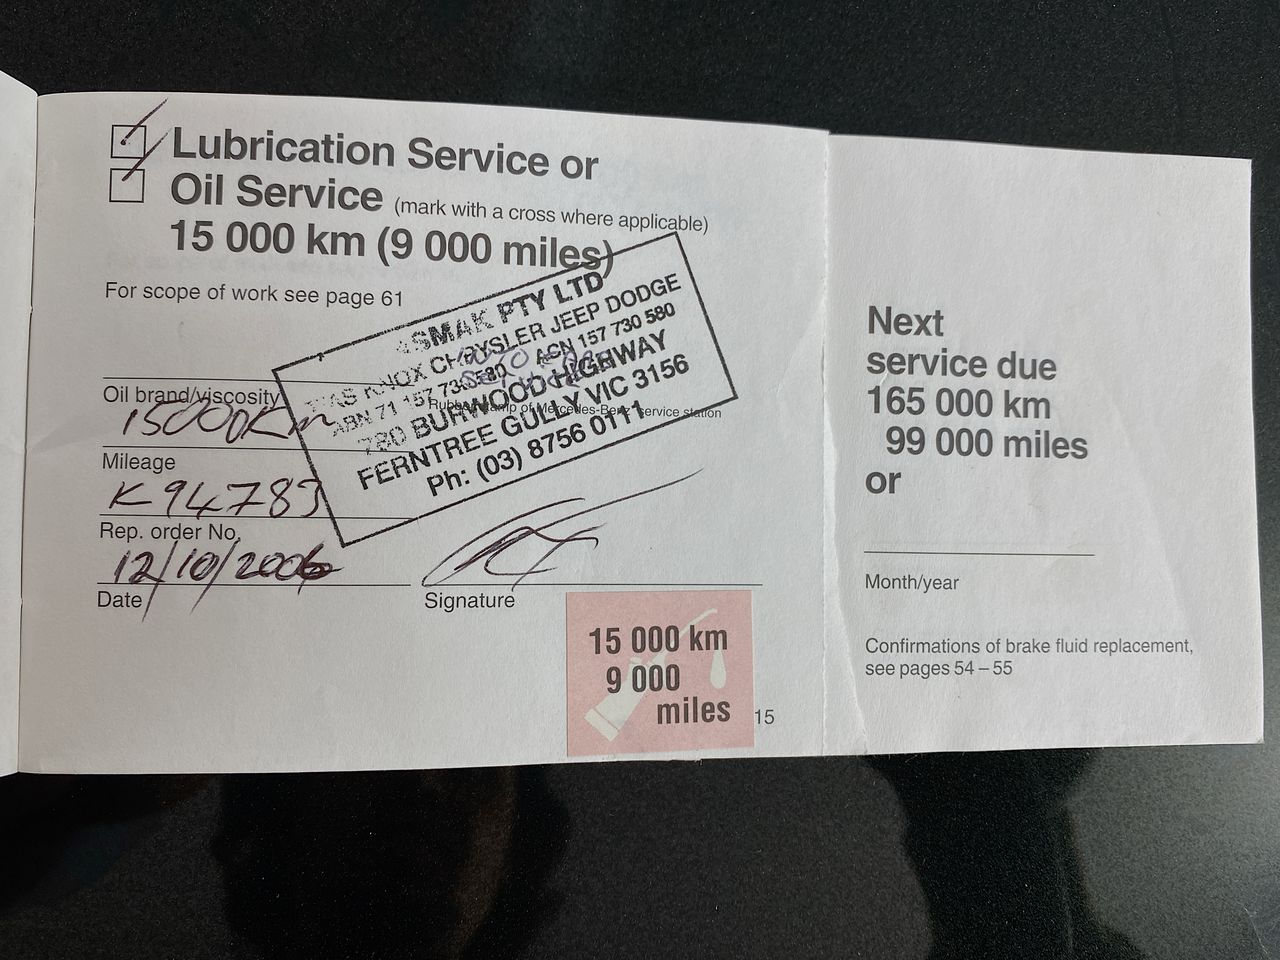 Lubrication Service or
Oil Service (mark with a cross where applicable)
15 000 km (9 000 miles)
For scope of work see page 61
SMAK PTY LTD
KNOX CHRYSLER JEEP DODGE
ABN 71 157 730 580 ACN 157 730 580
780 BURWOOD HIGHWAY
FERNTREE GULLY VIC 3156
Ph: (03) 8756 0111
Oil brand/viscosity
Rubber stamp of Mercedes-Benz service station
15000Km
Mileage
K94783
Rep. order No.
12/10/2006
Date
Signature
15 000 km
9 000
miles
15
Next
service due
165 000 km
99 000 miles
or
Month/year
Confirmations of brake fluid replacement,
see pages 54 – 55